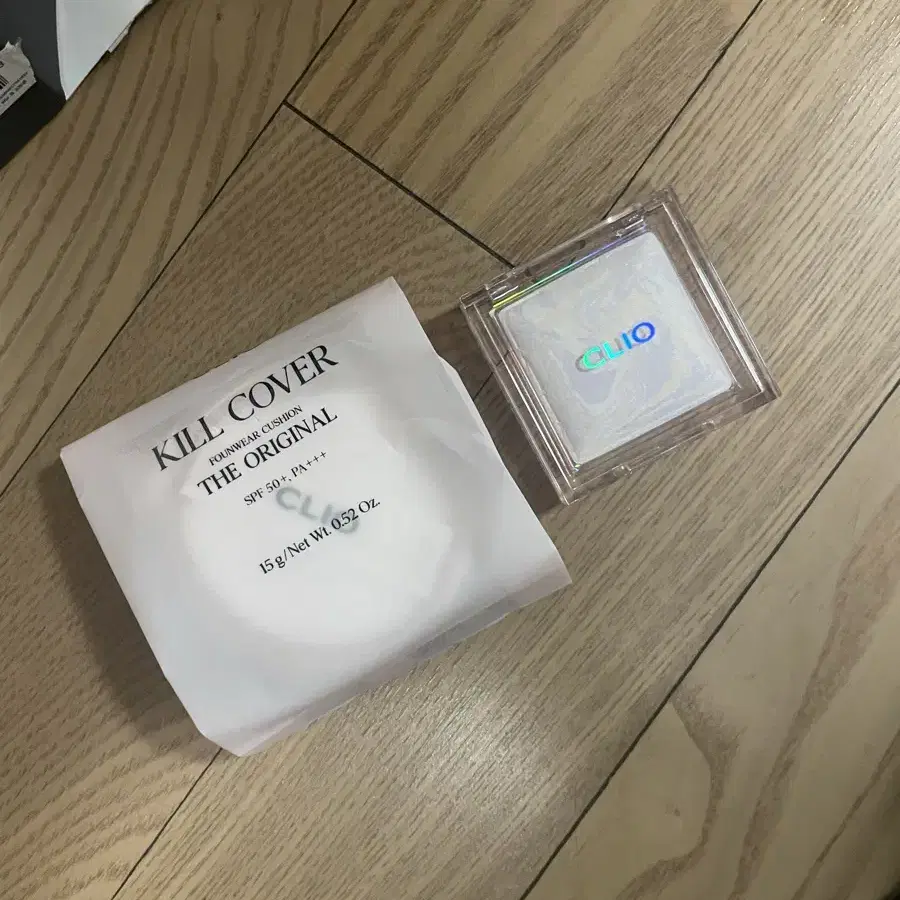 KILL COVER
FOUNWEAR CUSHION
THE ORIGINAL
SPF 50+, PA+++
CLIO
15 g/Net Wt. 0.52 Oz.
CLIO